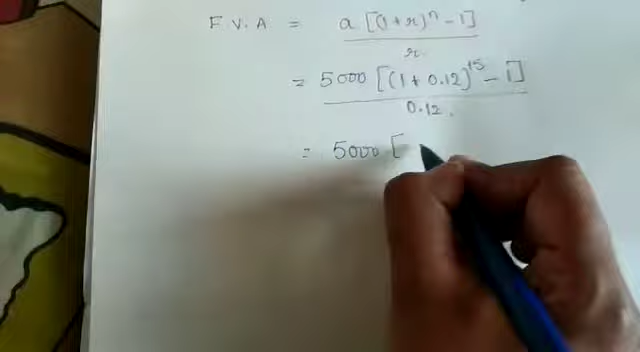 F.V.A = a [(1+r)^n - 1]
r
= 5000 [(1 + 0.12)^15 - 1]
0.12.
= 5000 [